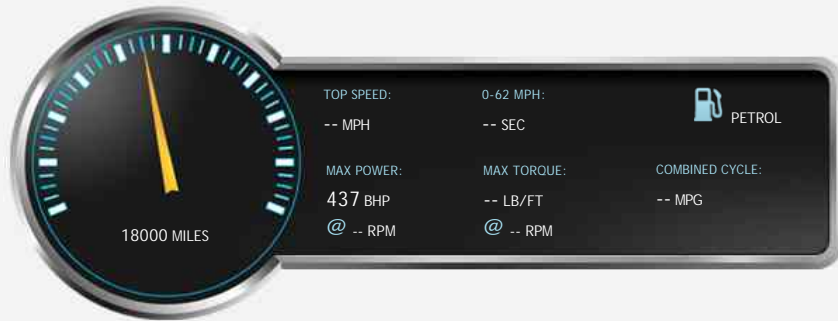 TOP SPEED:
-- MPH
0-62 MPH:
-- SEC
PETROL
MAX POWER:
437 BHP
@ -- RPM
MAX TORQUE:
-- LB/FT
@ -- RPM
COMBINED CYCLE:
-- MPG
18000 MILES